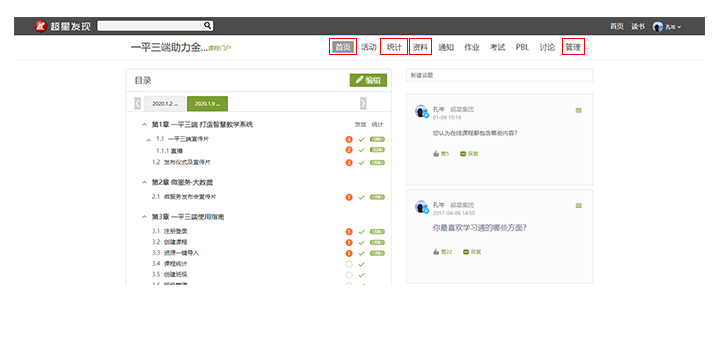 超星发现
首页 读书 孔岑
一平三端助力金...课程门户
首页 活动 统计 资料 通知 作业 考试 PBL 讨论 管理
目录
编辑
2020.1.2 ...
2020.1.9 ...
第1章 一平三端 打造智慧教学系统
发放 统计
1.1 一平三端宣传片
4
1.1.1 直播
2
1.2 发布仪式及宣传片
第2章 微服务·大数据
2.1 微服务发布会宣传片
第3章 一平三端使用指南
3.1 注册登录
3.2 创建课程
3.3 资源一键导入
3.4 课程统计
3.5 创建班级
新建话题
孔岑 超星集团
01-09 15:19
您认为在线课程都包含哪些内容?
赞5 回复
孔岑 超星集团
2017-04-06 14:50
你最喜欢学习通的哪些方面?
赞22 回复